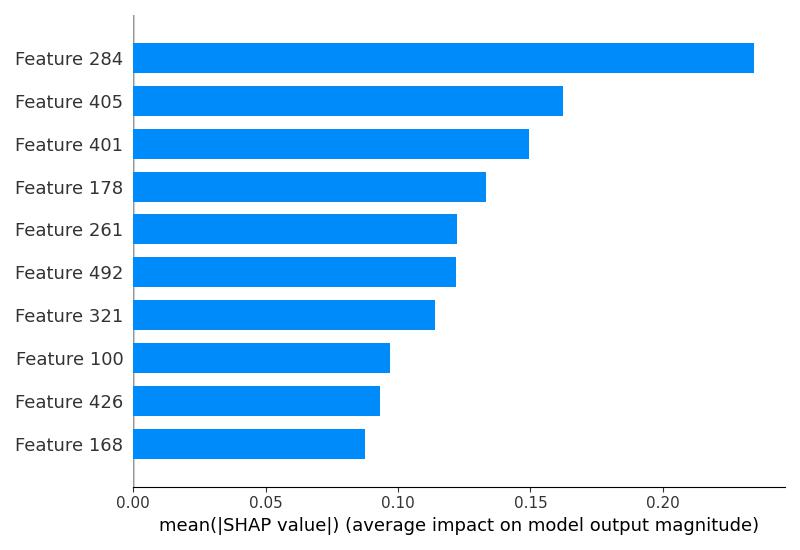 Feature 284
Feature 405
Feature 401
Feature 178
Feature 261
Feature 492
Feature 321
Feature 100
Feature 426
Feature 168
0.00 0.05 0.10 0.15 0.20
mean(|SHAP value|) (average impact on model output magnitude)